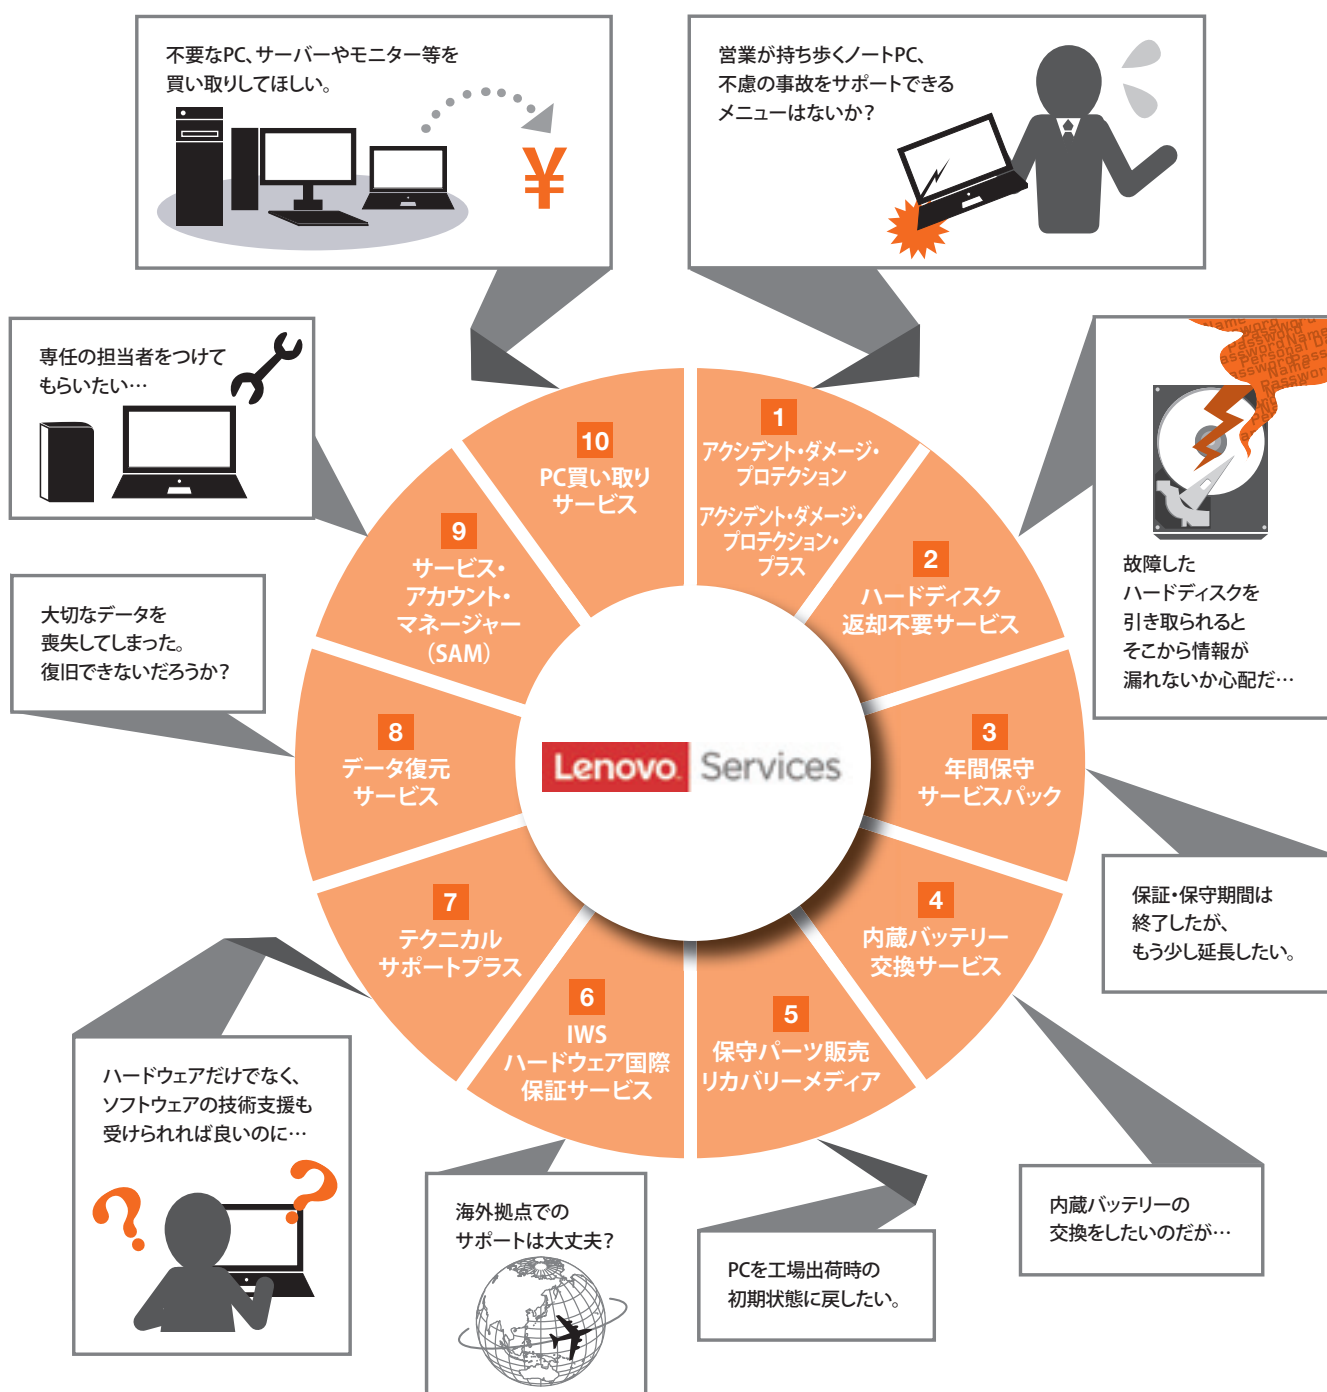 不要なPC、サーバーやモニター等を
買い取りしてほしい。
¥
営業が持ち歩くノートPC、
不慮の事故をサポートできる
メニューはないか？
専任の担当者をつけて
もらいたい…
故障した
ハードディスクを
引き取られると
そこから情報が
漏れないか心配だ…
大切なデータを
喪失してしまった。
復旧できないだろうか？
保証・保守期間は
終了したが、
もう少し延長したい。
ハードウェアだけでなく、
ソフトウェアの技術支援も
受けられれば良いのに…
? ?
海外拠点での
サポートは大丈夫？
PCを工場出荷時の
初期状態に戻したい。
内蔵バッテリーの
交換をしたいのだが…
1
アクシデント・ダメージ・
プロテクション
アクシデント・ダメージ・
プロテクション・
プラス
2
ハードディスク
返却不要サービス
3
年間保守
サービスパック
4
内蔵バッテリー
交換サービス
5
保守パーツ販売
リカバリーメディア
6
IWS
ハードウェア国際
保証サービス
7
テクニカル
サポートプラス
8
データ復元
サービス
9
サービス・
アカウント・
マネージャー
（SAM）
10
PC買い取り
サービス
Lenovo. Services